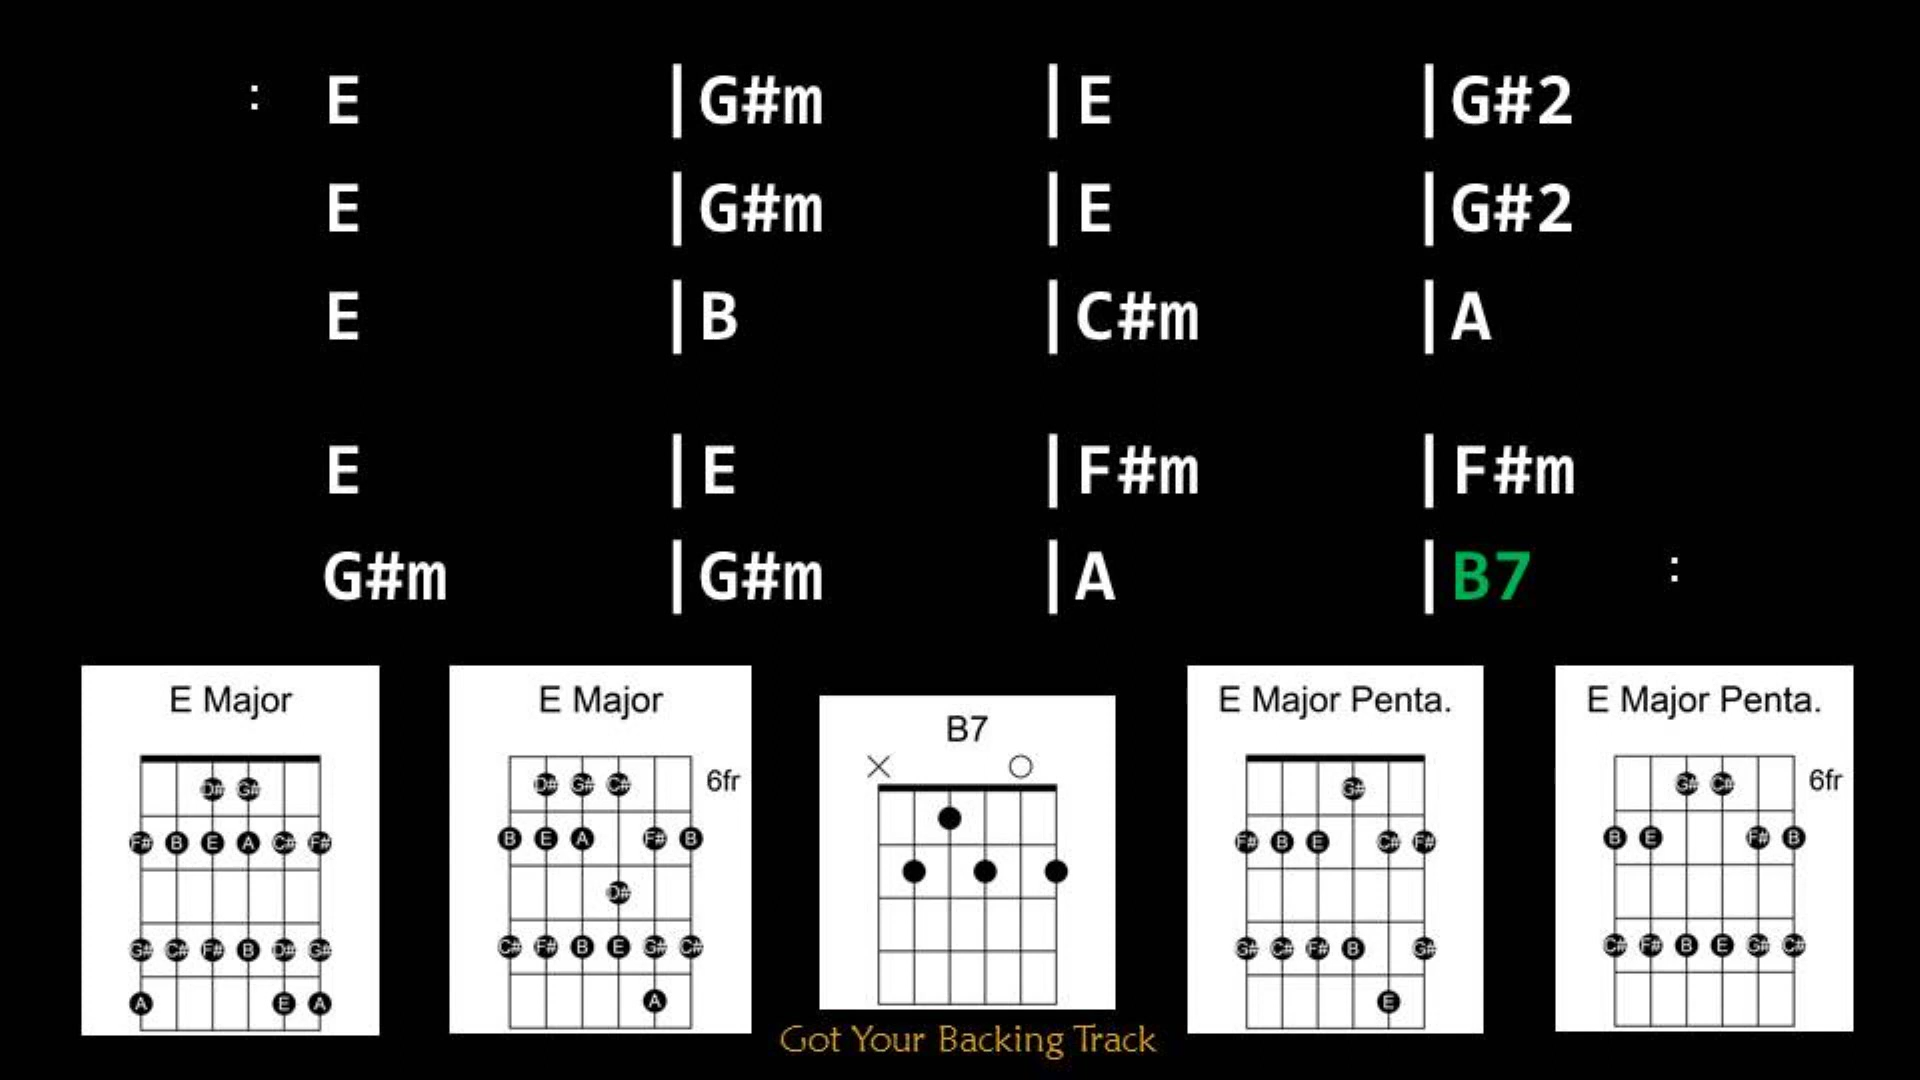 : E | G#m | E | G#2
E | G#m | E | G#2
E | B | C#m | A
E | E | F#m | F#m
G#m | G#m | A | B7 :
E Major
D# G#
F# B E A C# F#
G# C# F# B D# G#
A E A
E Major
D# G# C# 6fr
B E A F# B
D#
C# F# B E G# C#
A
B7
E Major Penta.
G#
F# B E C# F#
G# C# F# B G#
E
E Major Penta.
G# C# 6fr
B E F# B
C# F# B E G# C#
Got Your Backing Track